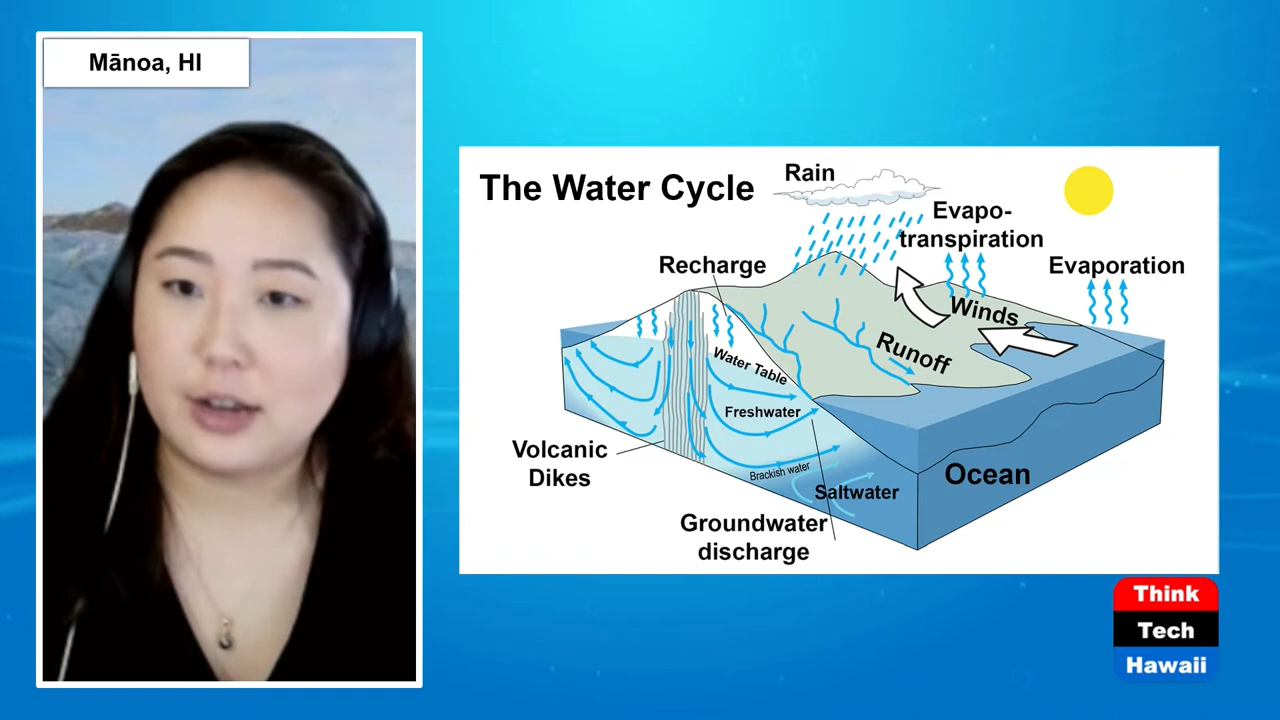 Mānoa, HI
The Water Cycle
Rain
Evapo-
transpiration
Recharge
Evaporation
Winds
Runoff
Water Table
Freshwater
Volcanic
Dikes
Brackish water
Saltwater
Ocean
Groundwater
discharge
Think
Tech
Hawaii